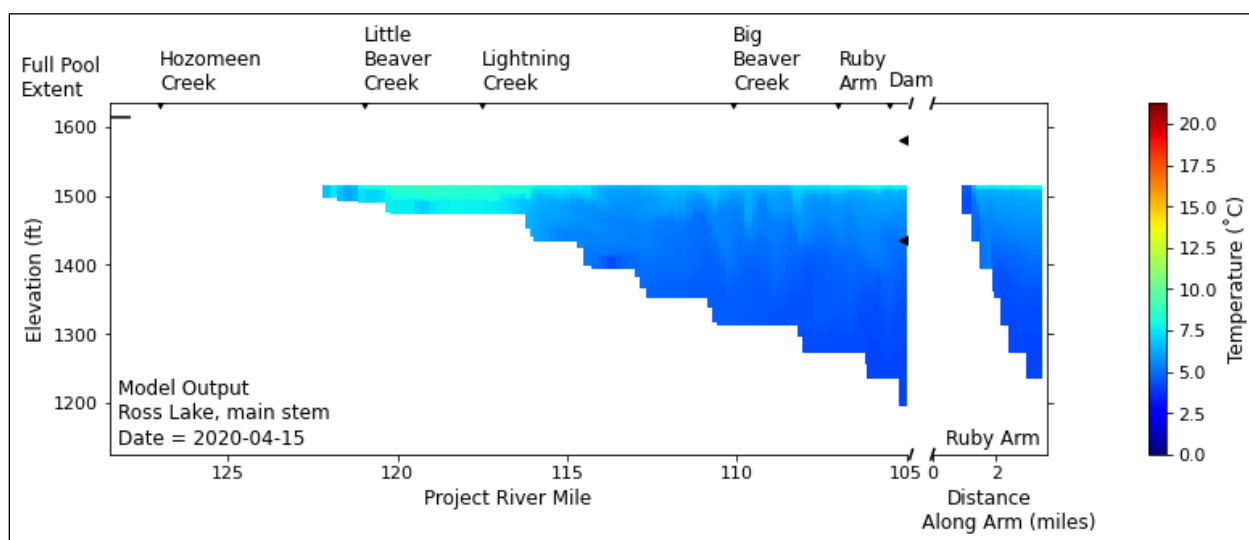 Full Pool
Extent
Hozomeen
Creek
Little
Beaver
Creek
Lightning
Creek
Big
Beaver
Creek
Ruby
Arm
Dam
1600
1500
1400
1300
1200
Elevation (ft)
Model Output
Ross Lake, main stem
Date = 2020-04-15
125
120
115
110
105
Project River Mile
Ruby Arm
0
2
Distance
Along Arm (miles)
20.0
17.5
15.0
12.5
10.0
7.5
5.0
2.5
0.0
Temperature (˚C)